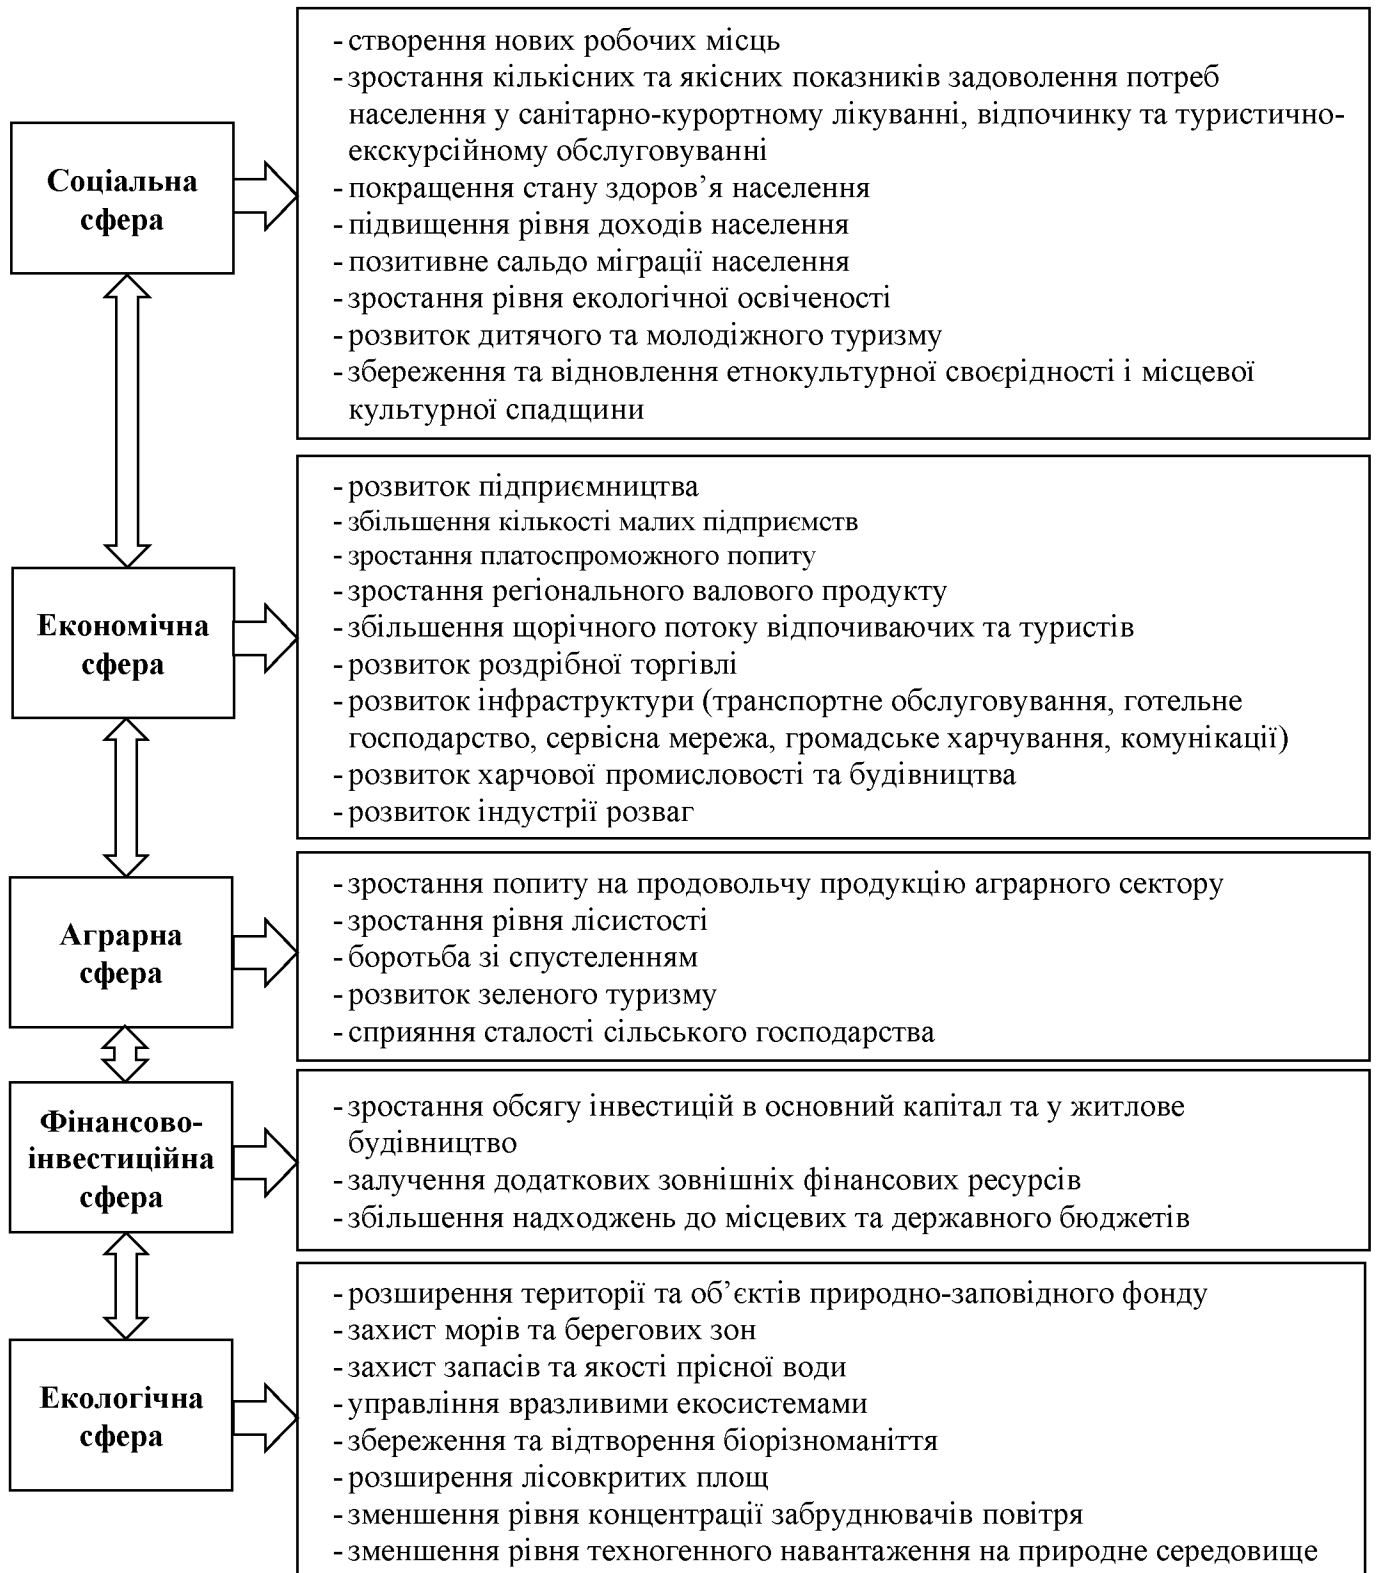 - створення нових робочих місць
- зростання кількісних та якісних показників задоволення потреб
населення у санітарно-курортному лікуванні, відпочинку та туристично-
екскурсійному обслуговуванні
- покращення стану здоров’я населення
- підвищення рівня доходів населення
- позитивне сальдо міграції населення
- зростання рівня екологічної освіченості
- розвиток дитячого та молодіжного туризму
- збереження та відновлення етнокультурної своєрідності і місцевої
культурної спадщини
Соціальна
сфера
- розвиток підприємництва
- збільшення кількості малих підприємств
- зростання платоспроможного попиту
- зростання регіонального валового продукту
- збільшення щорічного потоку відпочиваючих та туристів
- розвиток роздрібної торгівлі
- розвиток інфраструктури (транспортне обслуговування, готельне
господарство, сервісна мережа, громадське харчування, комунікації)
- розвиток харчової промисловості та будівництва
- розвиток індустрії розваг
Економічна
сфера
- зростання попиту на продовольчу продукцію аграрного сектору
- зростання рівня лісистості
- боротьба зі спустеленням
- розвиток зеленого туризму
- сприяння сталості сільського господарства
Аграрна
сфера
- зростання обсягу інвестицій в основний капітал та у житлове
будівництво
- залучення додаткових зовнішніх фінансових ресурсів
- збільшення надходжень до місцевих та державного бюджетів
Фінансово-
інвестиційна
сфера
- розширення території та об’єктів природно-заповідного фонду
- захист морів та берегових зон
- захист запасів та якості прісної води
- управління вразливими екосистемами
- збереження та відтворення біорізноманіття
- розширення лісовкритих площ
- зменшення рівня концентрації забруднювачів повітря
- зменшення рівня техногенного навантаження на природне середовище
Екологічна
сфера